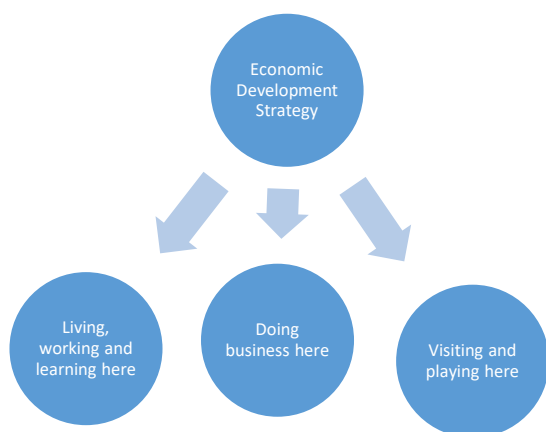 Economic
Development
Strategy
Living,
working and
learning here
Doing
business here
Visiting and
playing here